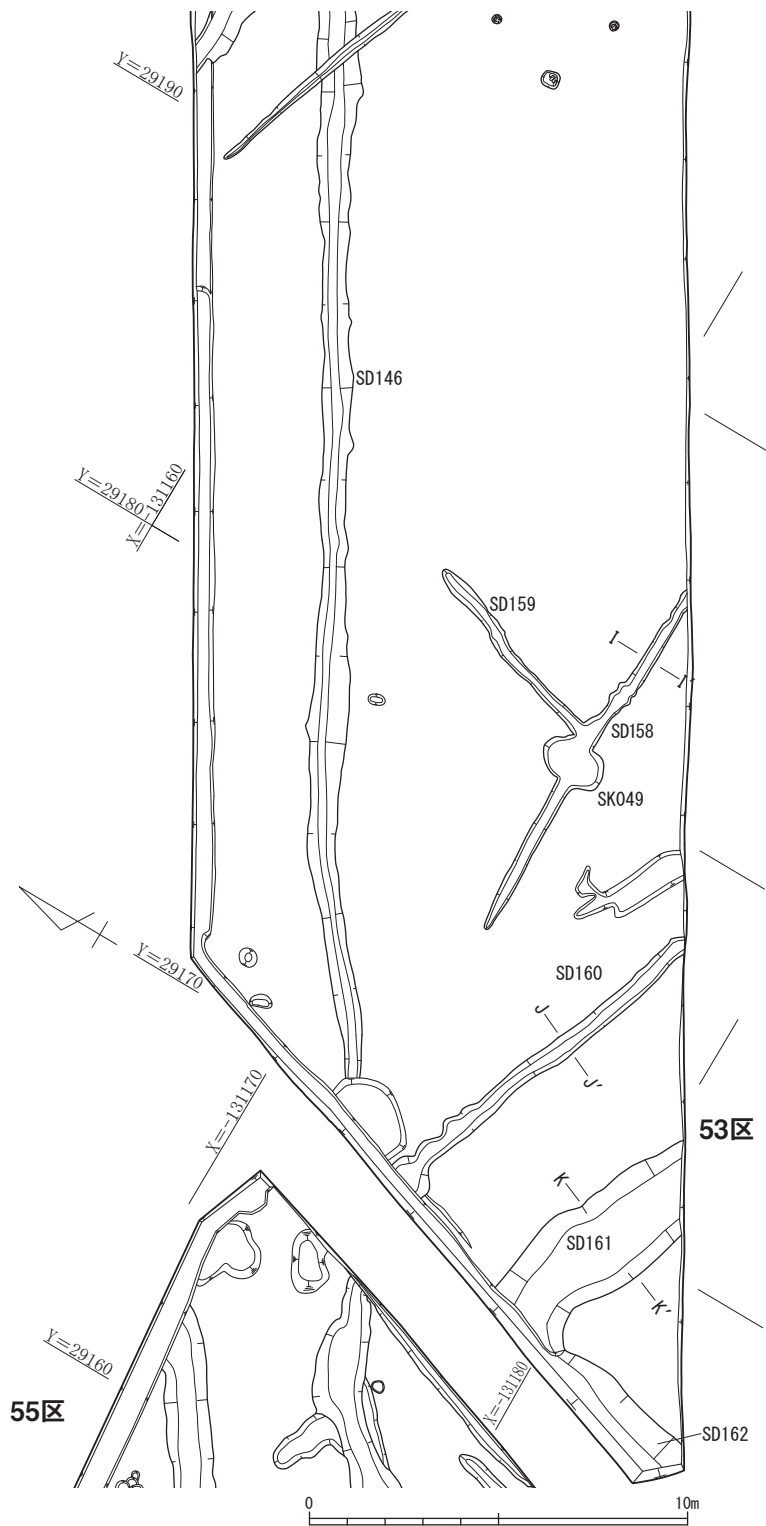 Y=29190
SD146
Y=29180
X=-131160
SD159
I
I'
SD158
SK049
Y=29170
SD160
J
J'
X=-131170
53区
K
SD161
K'
Y=29160
55区
X=-131180
SD162
0
10m